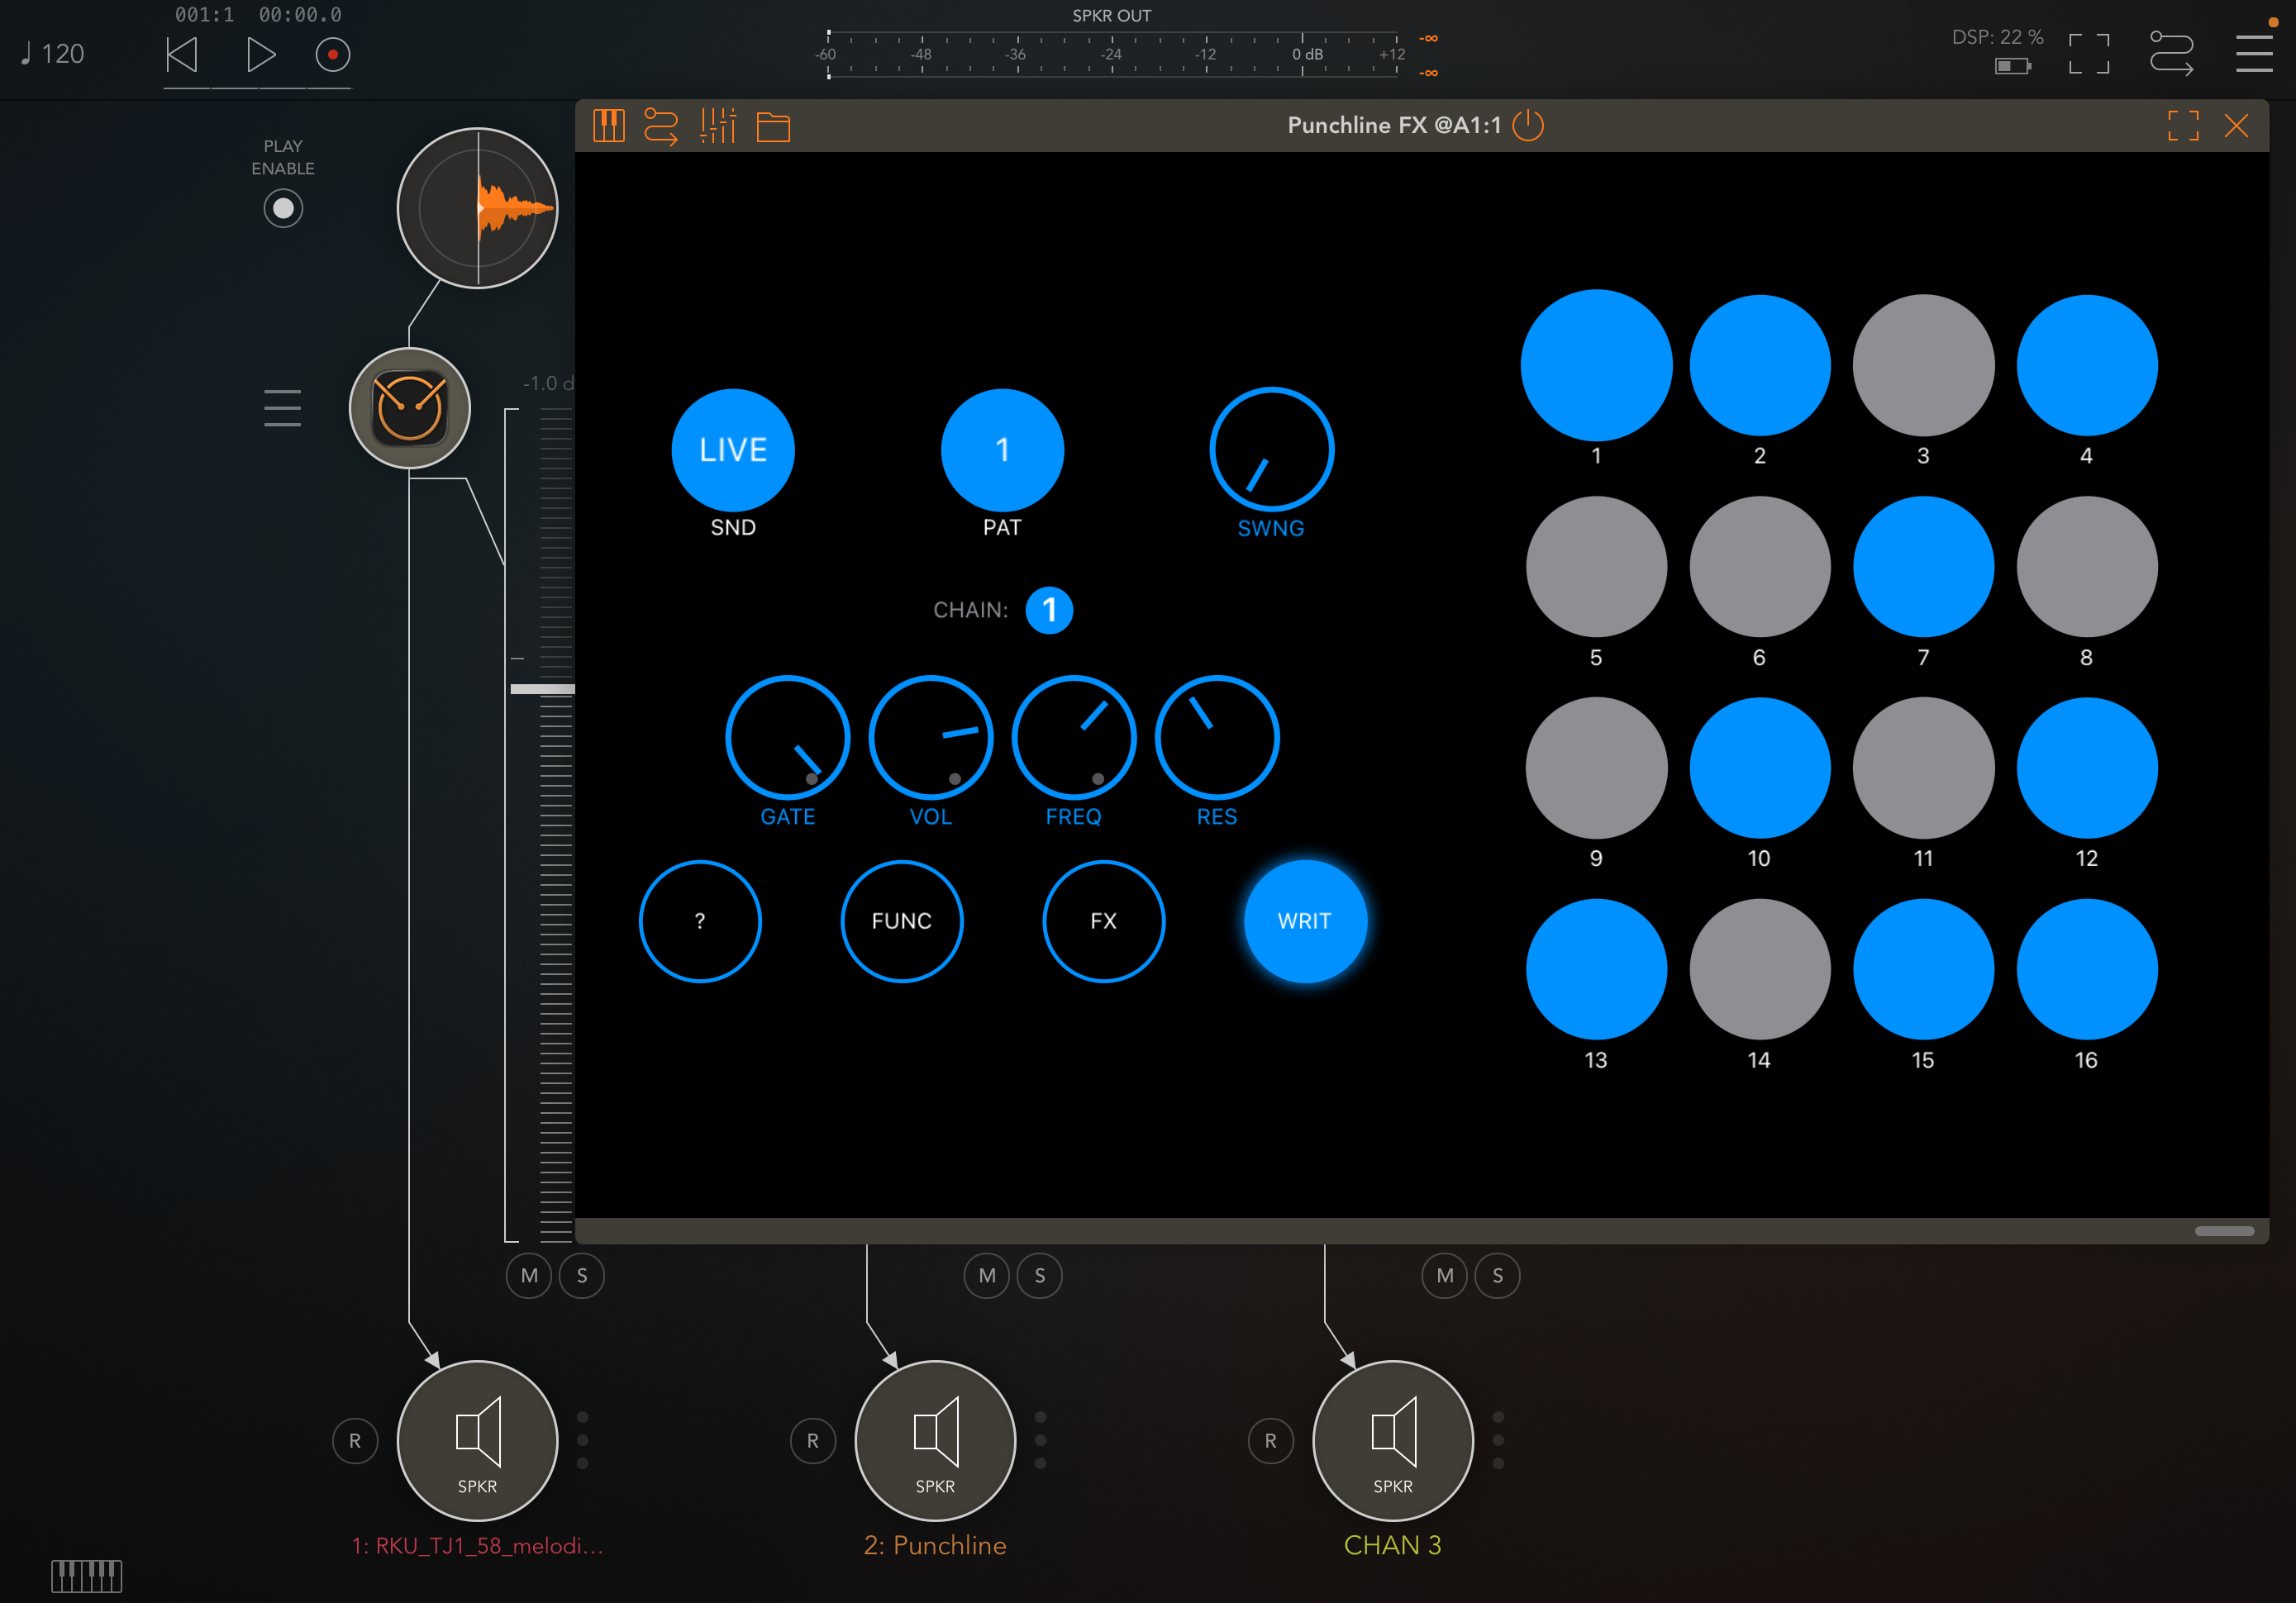 001:1 00:00.0
120
SPKR OUT
-60 -48 -36 -24 -12 0 dB +12
-∞
-∞
DSP: 22 %
PLAY
ENABLE
Punchline FX @A1:1
-1.0 d
LIVE
SND
1
PAT
SWNG
CHAIN: 1
GATE VOL FREQ RES
? FUNC FX WRIT
1 2 3 4
5 6 7 8
9 10 11 12
13 14 15 16
M S M S M S
R SPKR R SPKR R SPKR
1: RKU_TJ1_58_melodi...
2: Punchline
CHAN 3